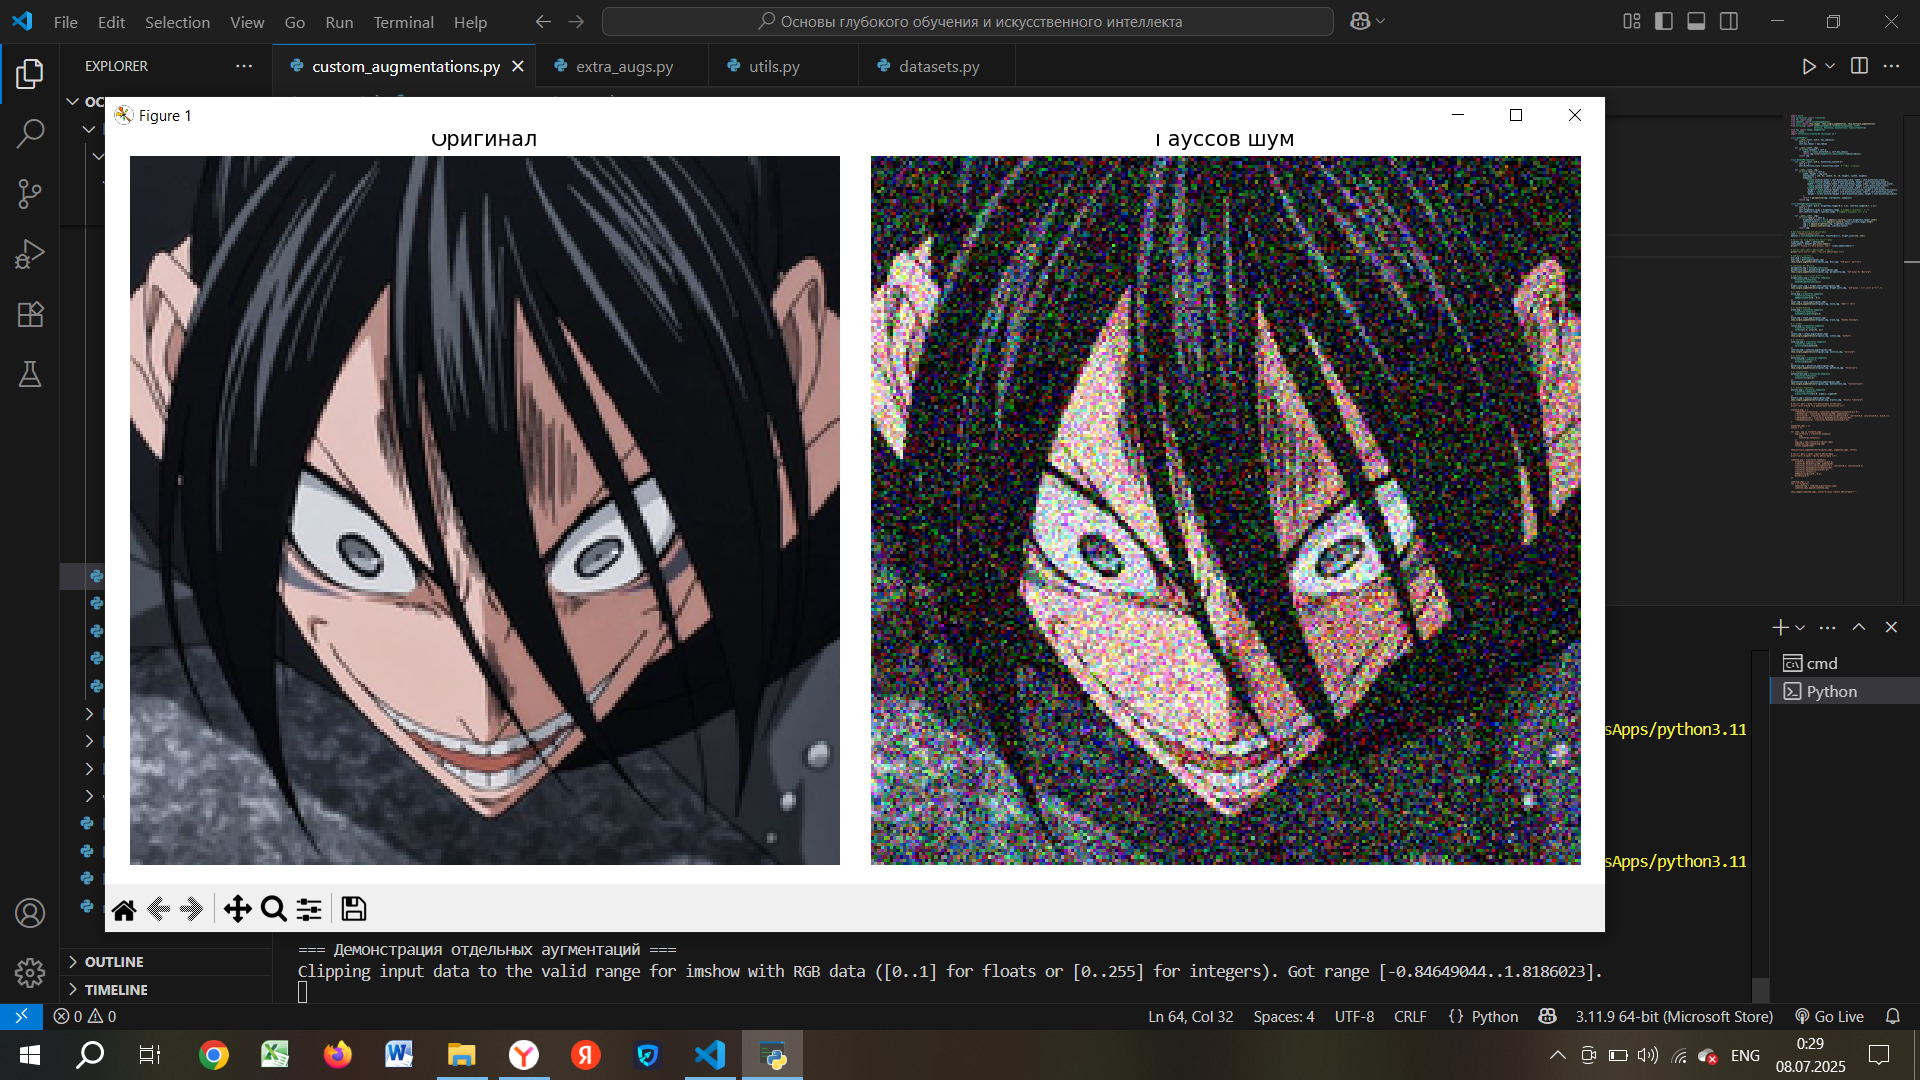 File Edit Selection View Go Run Terminal Help
Основы глубокого обучения и искусственного интеллекта
EXPLORER
custom_augmentations.py
extra_augs.py
utils.py
datasets.py
Figure 1
Оригинал
Гауссов шум
cmd
Python
sApps/python3.11
sApps/python3.11
=== Демонстрация отдельных аугментаций ===
Clipping input data to the valid range for imshow with RGB data ([0..1] for floats or [0..255] for integers). Got range [-0.84649044..1.8186023].
OUTLINE
TIMELINE
0 0
Ln 64, Col 32 Spaces: 4 UTF-8 CRLF {} Python 3.11.9 64-bit (Microsoft Store) Go Live
ENG
0:29
08.07.2025